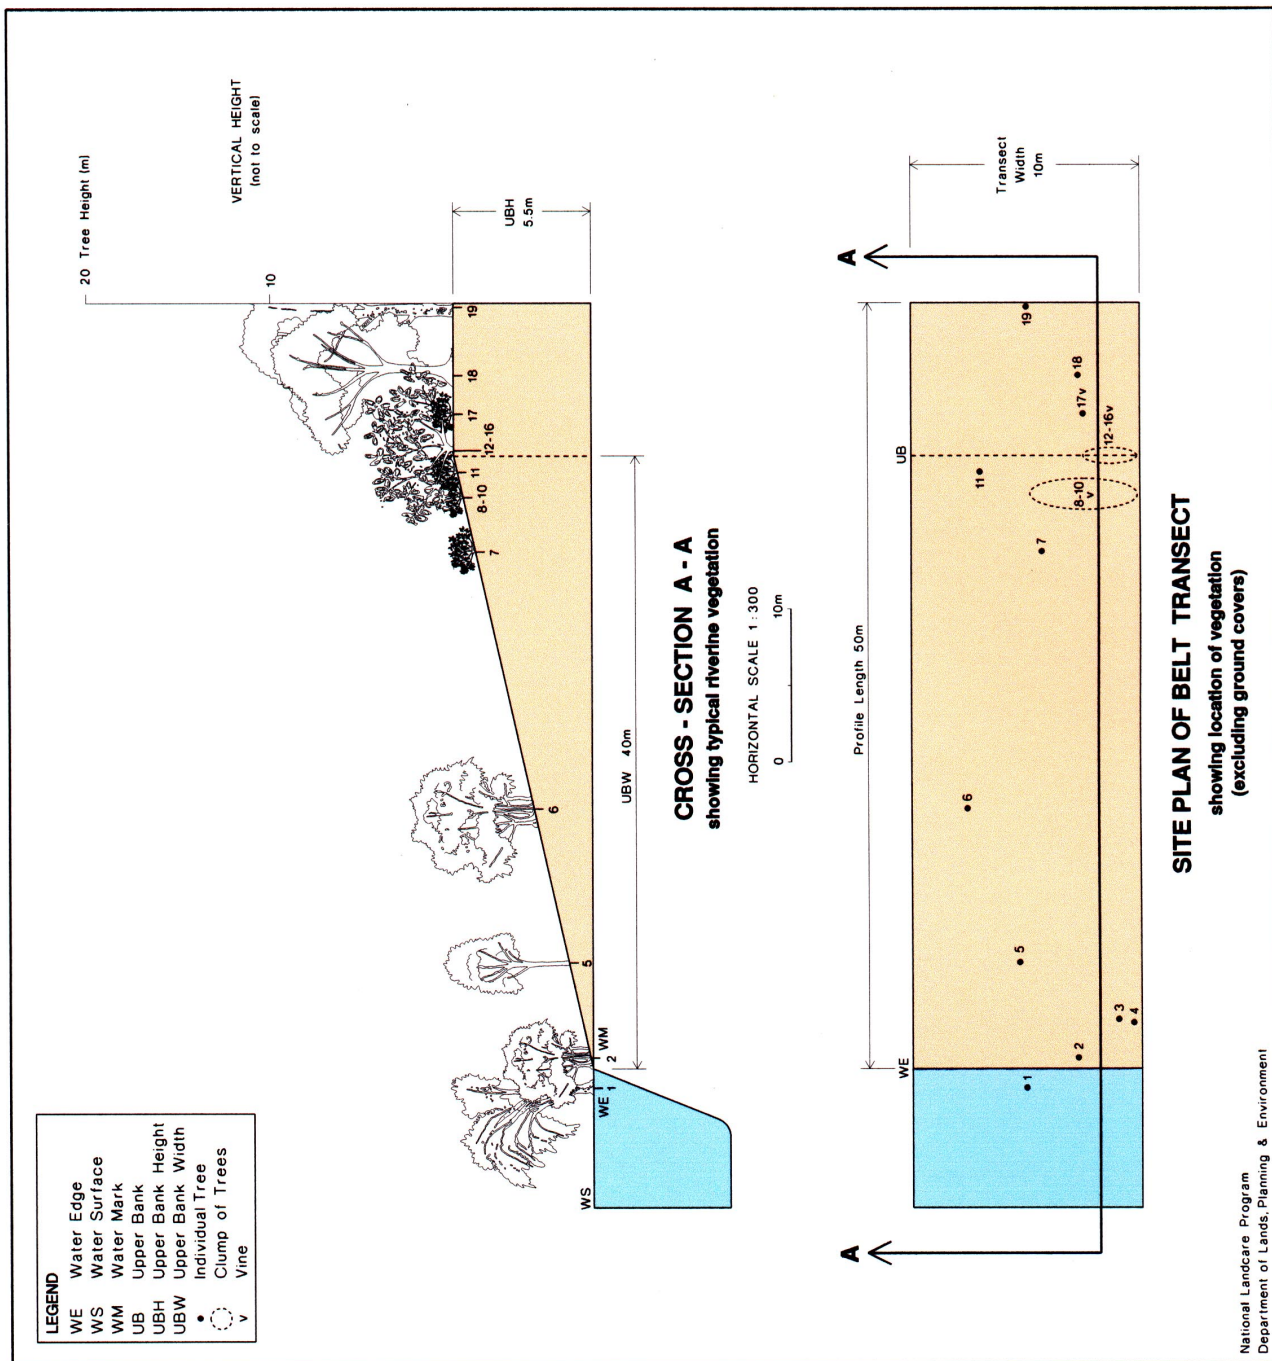 LEGEND
WE Water Edge
WS Water Surface
WM Water Mark
UB Upper Bank
UBH Upper Bank Height
UBW Upper Bank Width
• Individual Tree
Clump of Trees
v Vine
20 Tree Height (m)
10
VERTICAL HEIGHT
(not to scale)
UBH
5.5m
WS
WE 1
2 WM
5
6
7
8-10
11
12-16
17
18
19
UBW 40m
CROSS - SECTION A - A
showing typical riverine vegetation
HORIZONTAL SCALE 1 : 300
0 10m
Profile Length 50m
Transect
Width
10m
A
A
WE
UB
1
2
3
4
5
6
7
8-10
v
11
12-16v
17v
18
19
SITE PLAN OF BELT TRANSECT
showing location of vegetation
(excluding ground covers)
National Landcare Program
Department of Lands, Planning & Environment